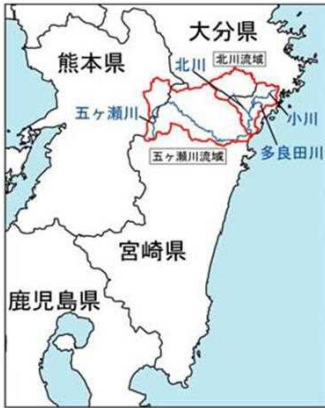 大分県
熊本県
北川流域
北川
五ヶ瀬川
小川
五ヶ瀬川流域
多良田川
宮崎県
鹿児島県